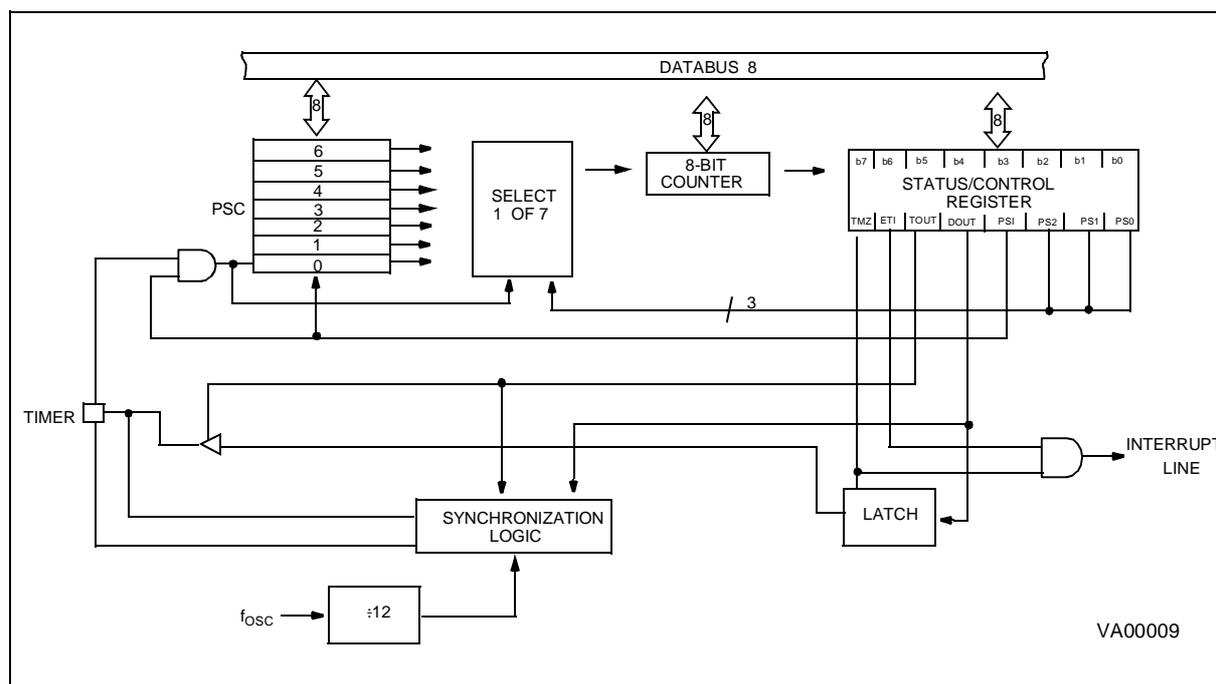 DATABUS 8
8
8
8
6
5
4
3
2
1
0
PSC
SELECT
1 OF 7
8-BIT
COUNTER
b7 b6 b5 b4 b3 b2 b1 b0
STATUS/CONTROL
REGISTER
TMZ ETI TOUT DOUT PSI PS2 PS1 PS0
3
TIMER
INTERRUPT
LINE
SYNCHRONIZATION
LOGIC
LATCH
fOSC
÷12
VA00009